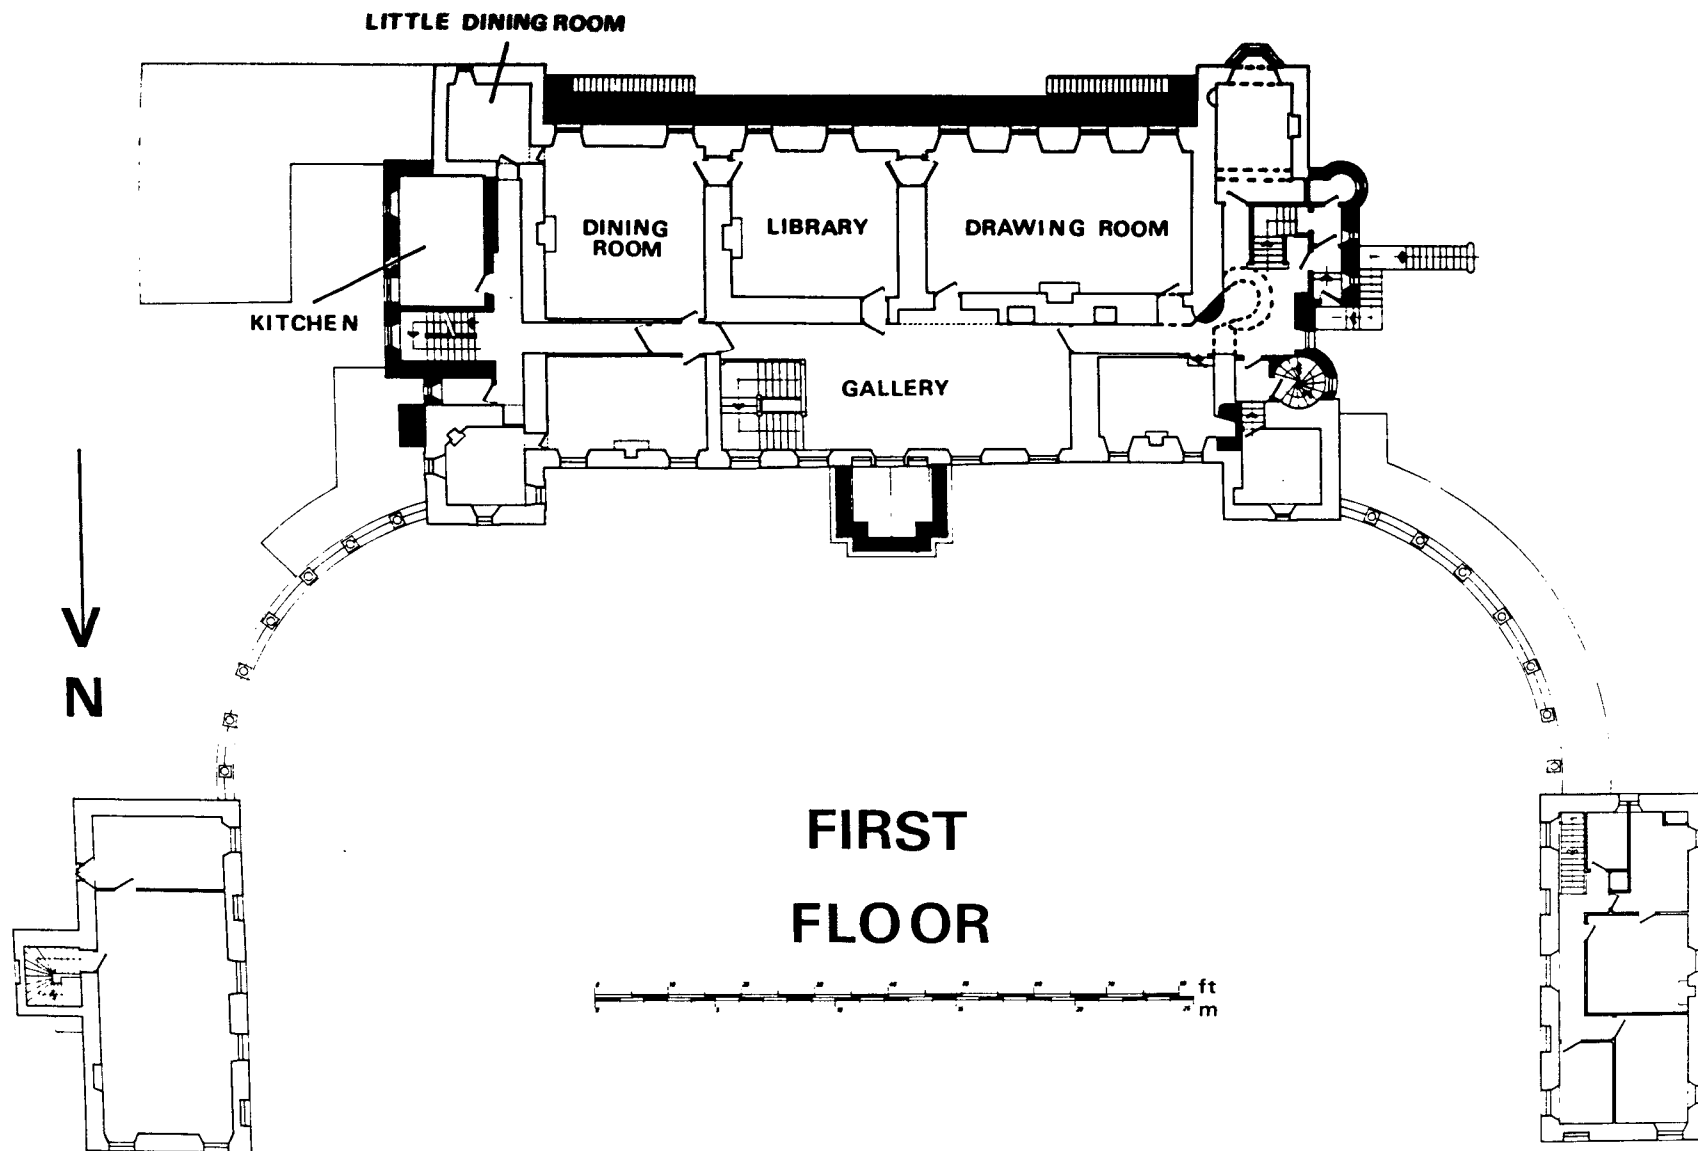 LITTLE DINING ROOM
DINING
ROOM
LIBRARY
DRAWING ROOM
KITCHEN
GALLERY
V
N
FIRST
FLOOR
ft
m